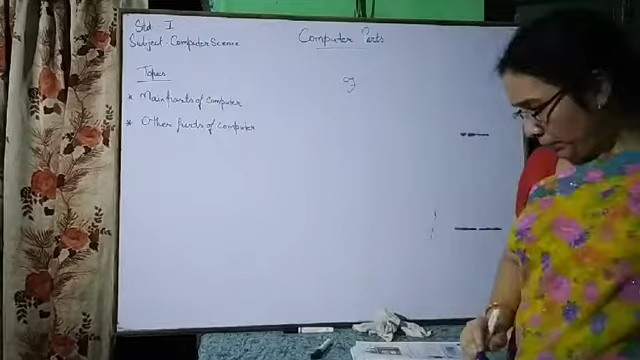 Std I
Subject-Computer Science
Computer Parts
Topics
* Main parts of computer
* Other parts of computer